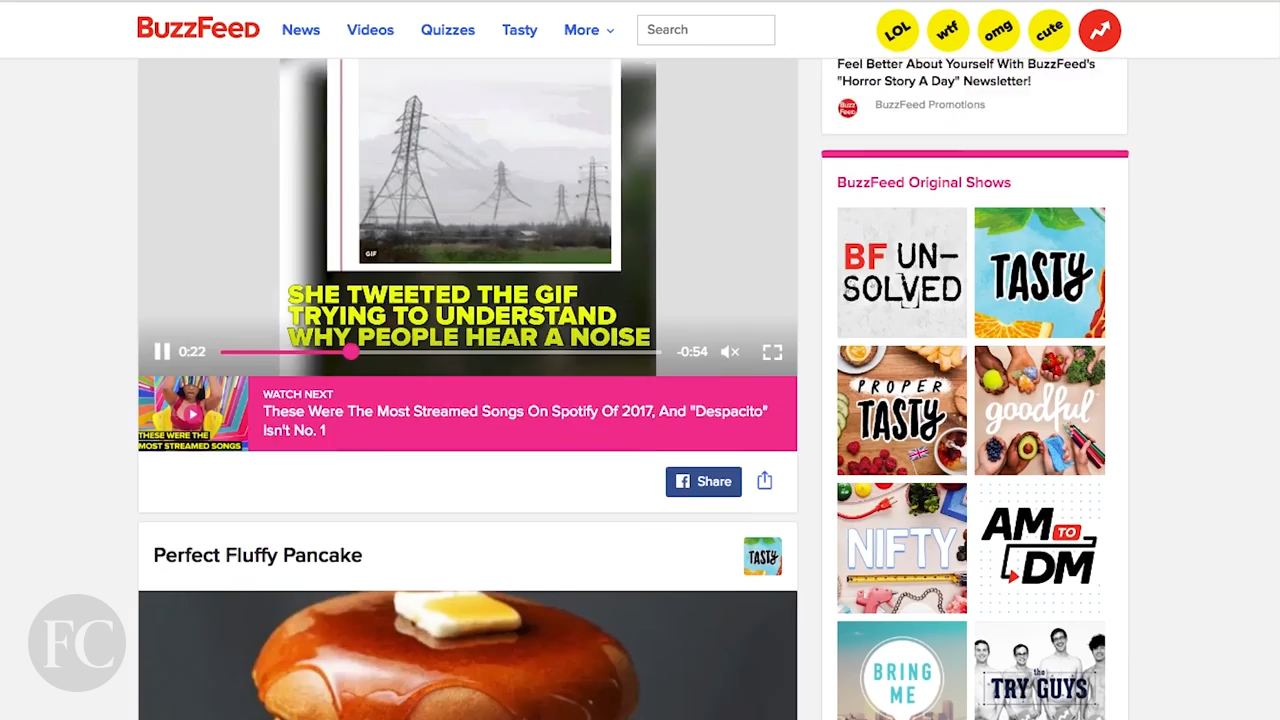 BuzzFeed
News
Videos
Quizzes
Tasty
More
Search
LOL
wtf
omg
cute
GIF
SHE TWEETED THE GIF
TRYING TO UNDERSTAND
WHY PEOPLE HEAR A NOISE
0:22
-0:54
THESE WERE THE
MOST STREAMED SONGS
WATCH NEXT
These Were The Most Streamed Songs On Spotify Of 2017, And "Despacito"
Isn't No. 1
Share
Perfect Fluffy Pancake
TASTY
FC
Feel Better About Yourself With BuzzFeed's
"Horror Story A Day" Newsletter!
Buzz
Feed
BuzzFeed Promotions
BuzzFeed Original Shows
BF UN–
SOLVED
TASTY
PROPER
TASTY
goodful
NIFTY
AM TO
DM
BRING
ME
the
TRY GUYS